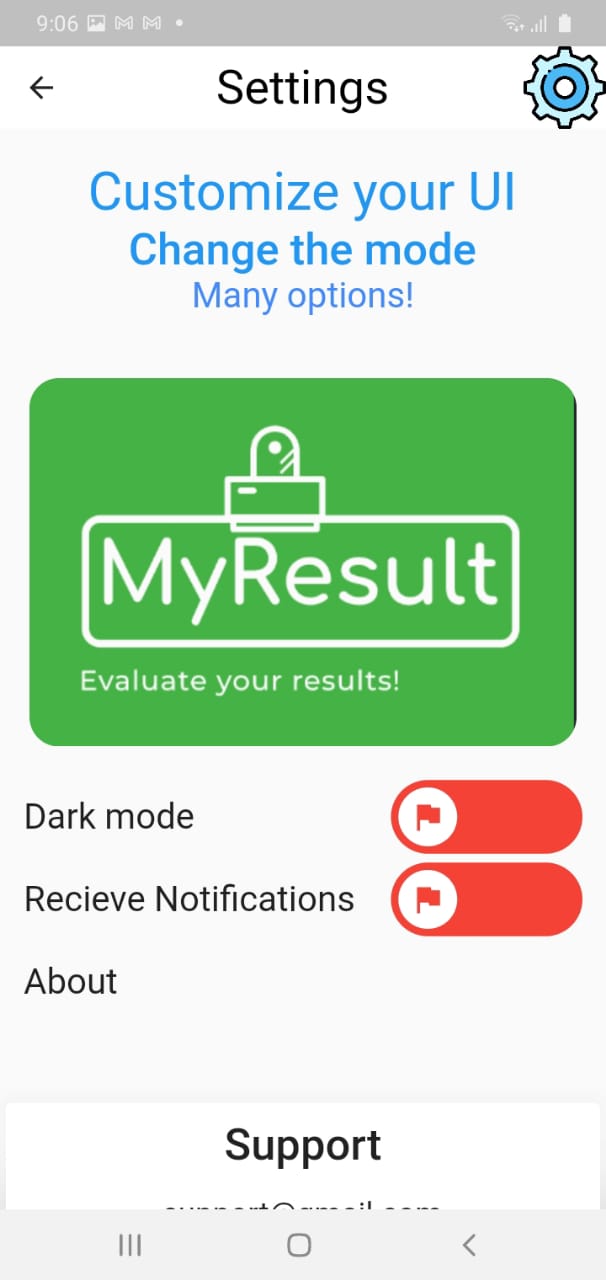 9:06
Settings
Customize your UI
Change the mode
Many options!
MyResult
Evaluate your results!
Dark mode
Recieve Notifications
About
Support